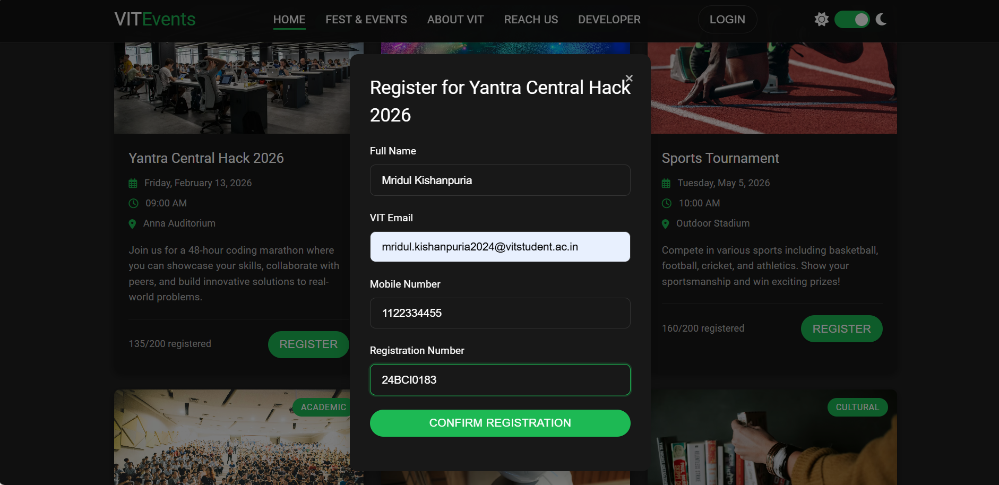 VITEvents
HOME
FEST & EVENTS
ABOUT VIT
REACH US
DEVELOPER
LOGIN
Register for Yantra Central Hack
2026
×
Full Name
Mridul Kishanpuria
VIT Email
mridul.kishanpuria2024@vitstudent.ac.in
Mobile Number
1122334455
Registration Number
24BCI0183
CONFIRM REGISTRATION
Yantra Central Hack 2026
Friday, February 13, 2026
09:00 AM
Anna Auditorium
Join us for a 48-hour coding marathon where
you can showcase your skills, collaborate with
peers, and build innovative solutions to real-
world problems.
135/200 registered
REGISTER
Sports Tournament
Tuesday, May 5, 2026
10:00 AM
Outdoor Stadium
Compete in various sports including basketball,
football, cricket, and athletics. Show your
sportsmanship and win exciting prizes!
160/200 registered
REGISTER
ACADEMIC
CULTURAL